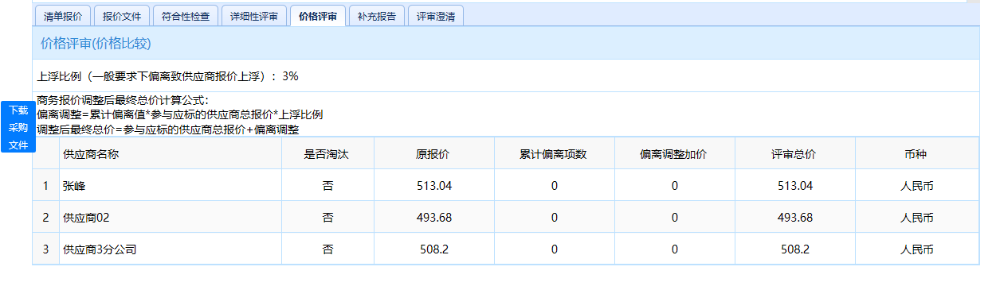 清单报价 报价文件 符合性检查 详细性评审 价格评审 补充报告 评审澄清
价格评审(价格比较)
上浮比例（一般要求下偏离致供应商报价上浮）：3%
商务报价调整后最终总价计算公式：
偏离调整=累计偏离值*参与应标的供应商总报价*上浮比例
调整后最终总价=参与应标的供应商总报价+偏离调整
下载
采购
文件
供应商名称 是否淘汰 原报价 累计偏离项数 偏离调整加价 评审总价 币种
1 张峰 否 513.04 0 0 513.04 人民币
2 供应商02 否 493.68 0 0 493.68 人民币
3 供应商3分公司 否 508.2 0 0 508.2 人民币